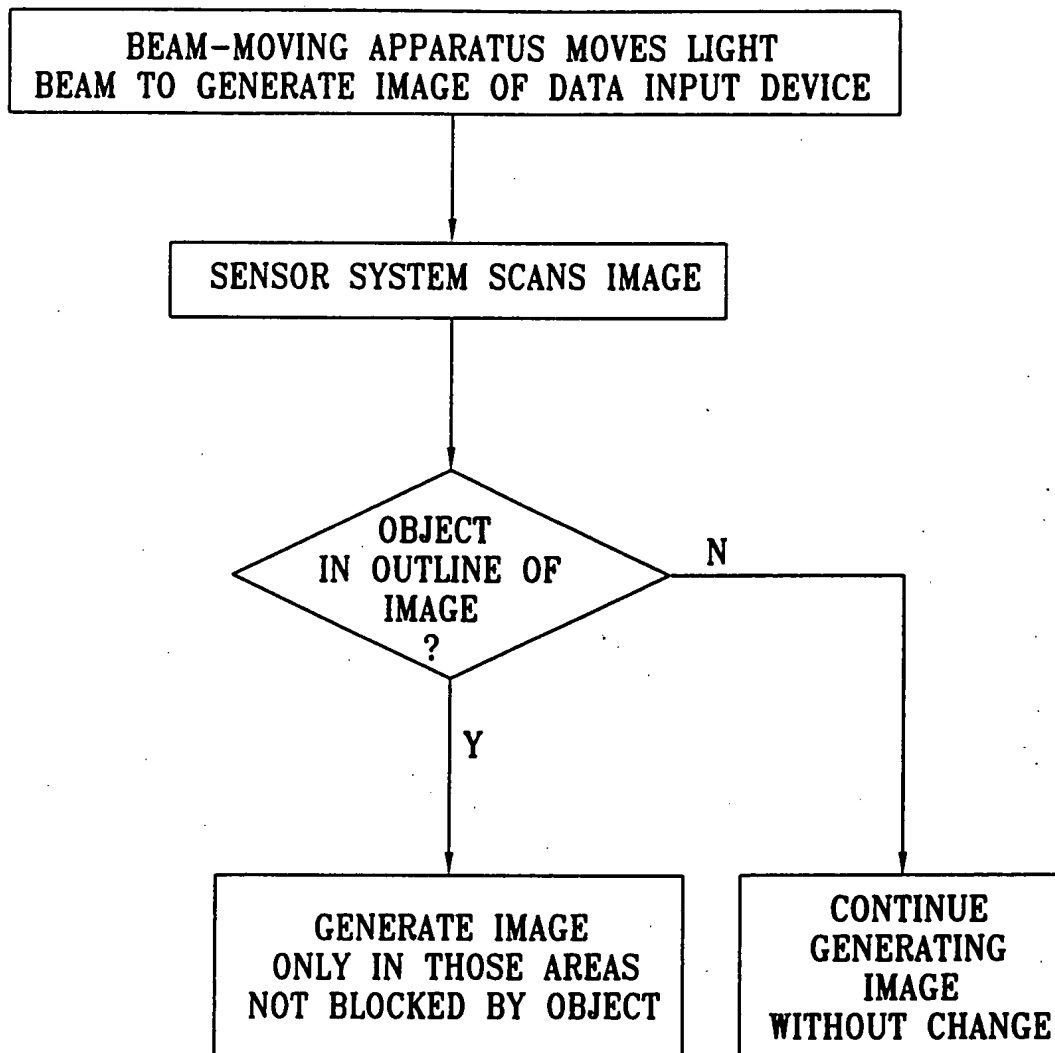 BEAM-MOVING APPARATUS MOVES LIGHT
BEAM TO GENERATE IMAGE OF DATA INPUT DEVICE
SENSOR SYSTEM SCANS IMAGE
OBJECT
IN OUTLINE OF
IMAGE
?
N
Y
GENERATE IMAGE
ONLY IN THOSE AREAS
NOT BLOCKED BY OBJECT
CONTINUE
GENERATING
IMAGE
WITHOUT CHANGE